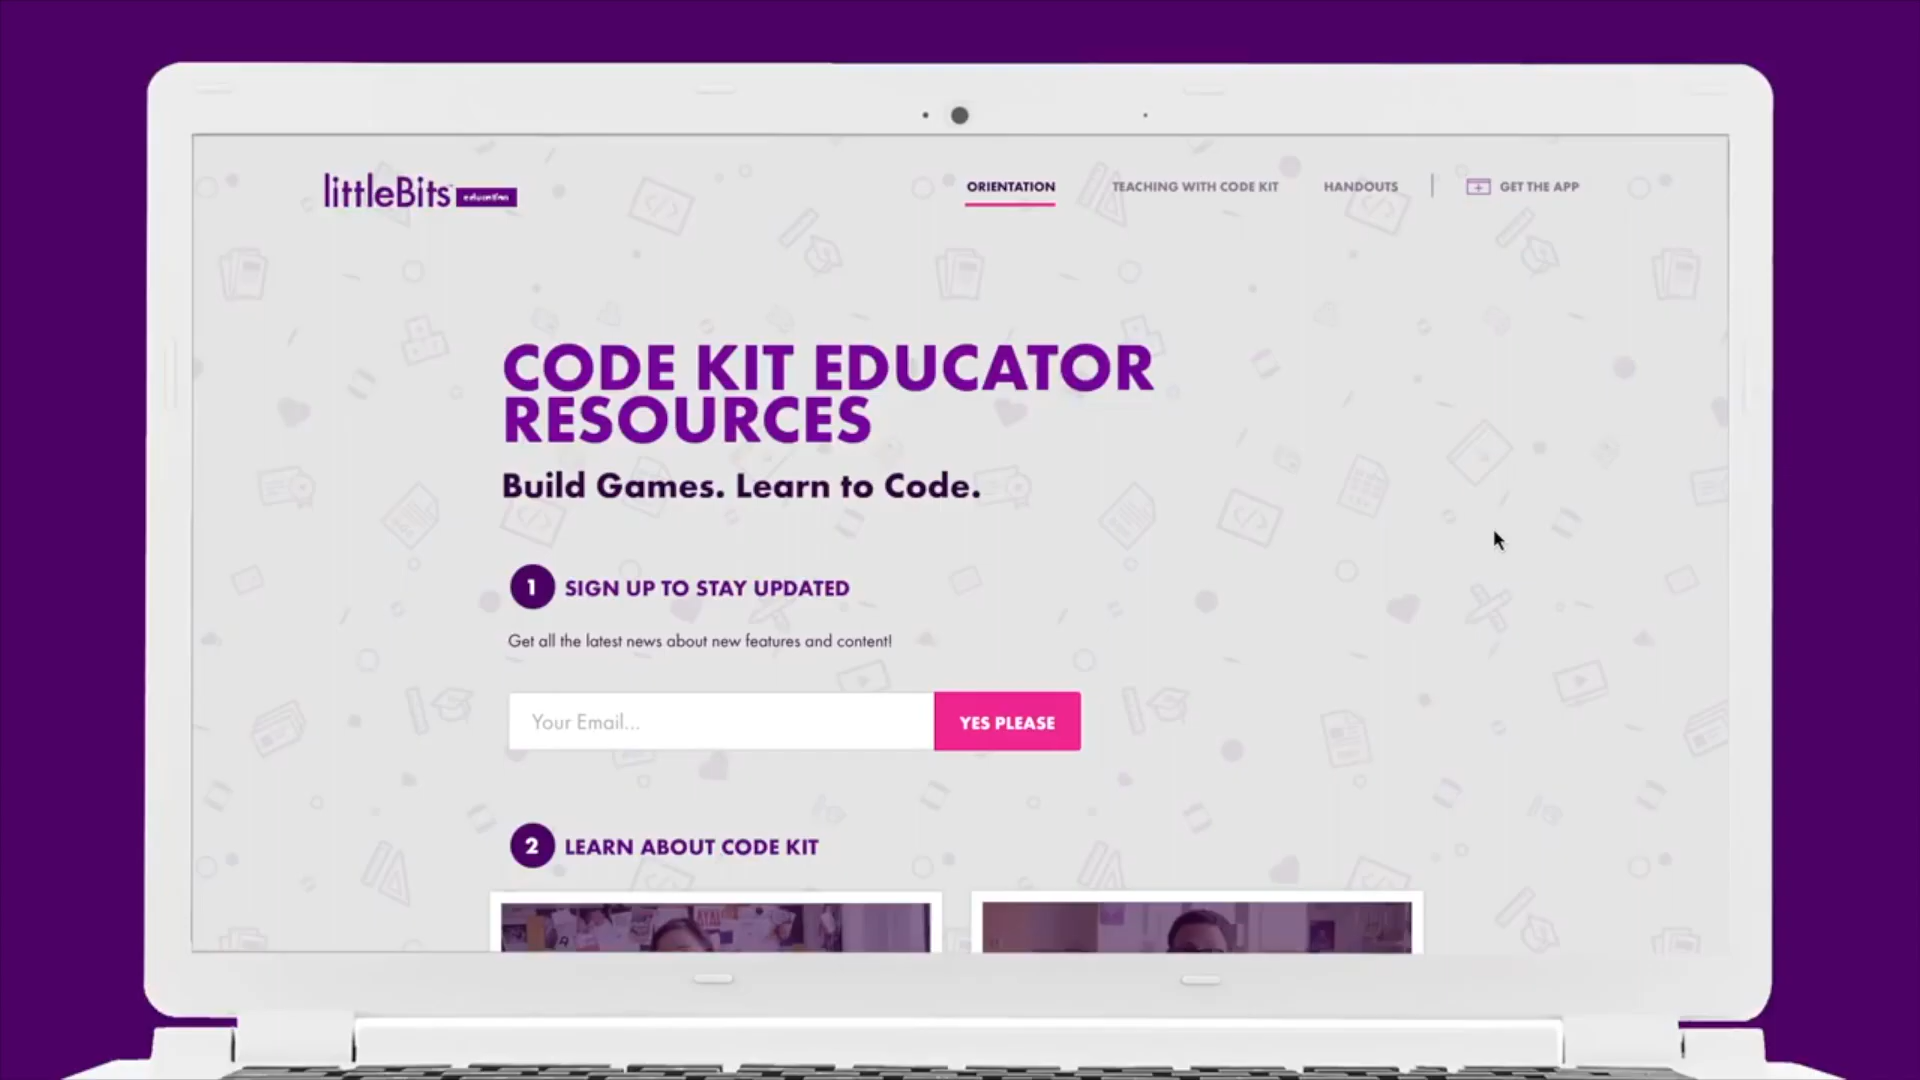 littleBits education
ORIENTATION
TEACHING WITH CODE KIT
HANDOUTS
GET THE APP
CODE KIT EDUCATOR
RESOURCES
Build Games. Learn to Code.
1 SIGN UP TO STAY UPDATED
Get all the latest news about new features and content!
Your Email...
YES PLEASE
2 LEARN ABOUT CODE KIT